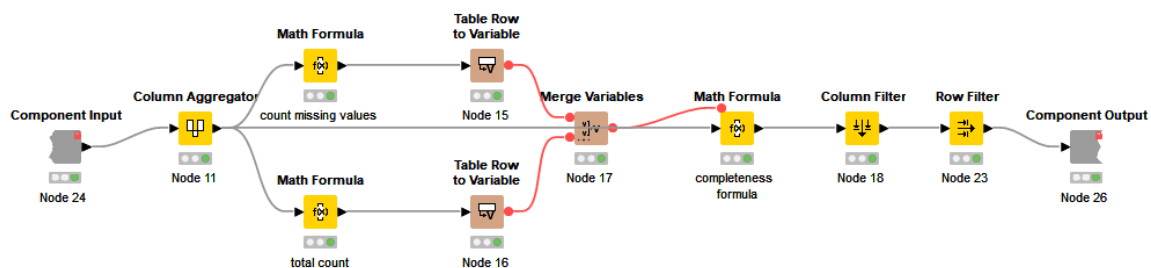 Component Input
Node 24
Column Aggregator
Node 11
Math Formula
f(x)
count missing values
Math Formula
f(x)
total count
Table Row
to Variable
V
Node 15
Table Row
to Variable
V
Node 16
Merge Variables
Node 17
Math Formula
f(x)
completeness
formula
Column Filter
Node 18
Row Filter
Node 23
Component Output
Node 26